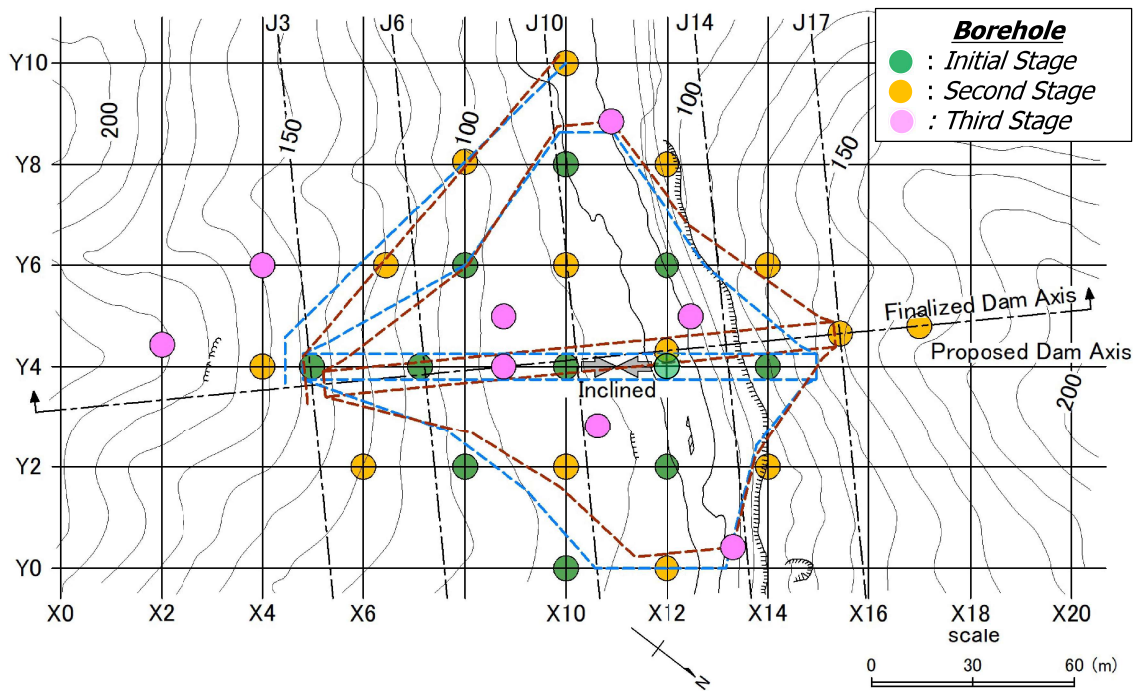 J3 J6 J10 J14 J17
Borehole
: Initial Stage
: Second Stage
: Third Stage
Y10
200
150
100
100
150
Y8
Y6
Finalized Dam Axis
Y4
Proposed Dam Axis
Inclined
200
Y2
Y0
X0 X2 X4 X6 X10 X12 X14 X16 X18 X20
scale
N
0 30 60 (m)